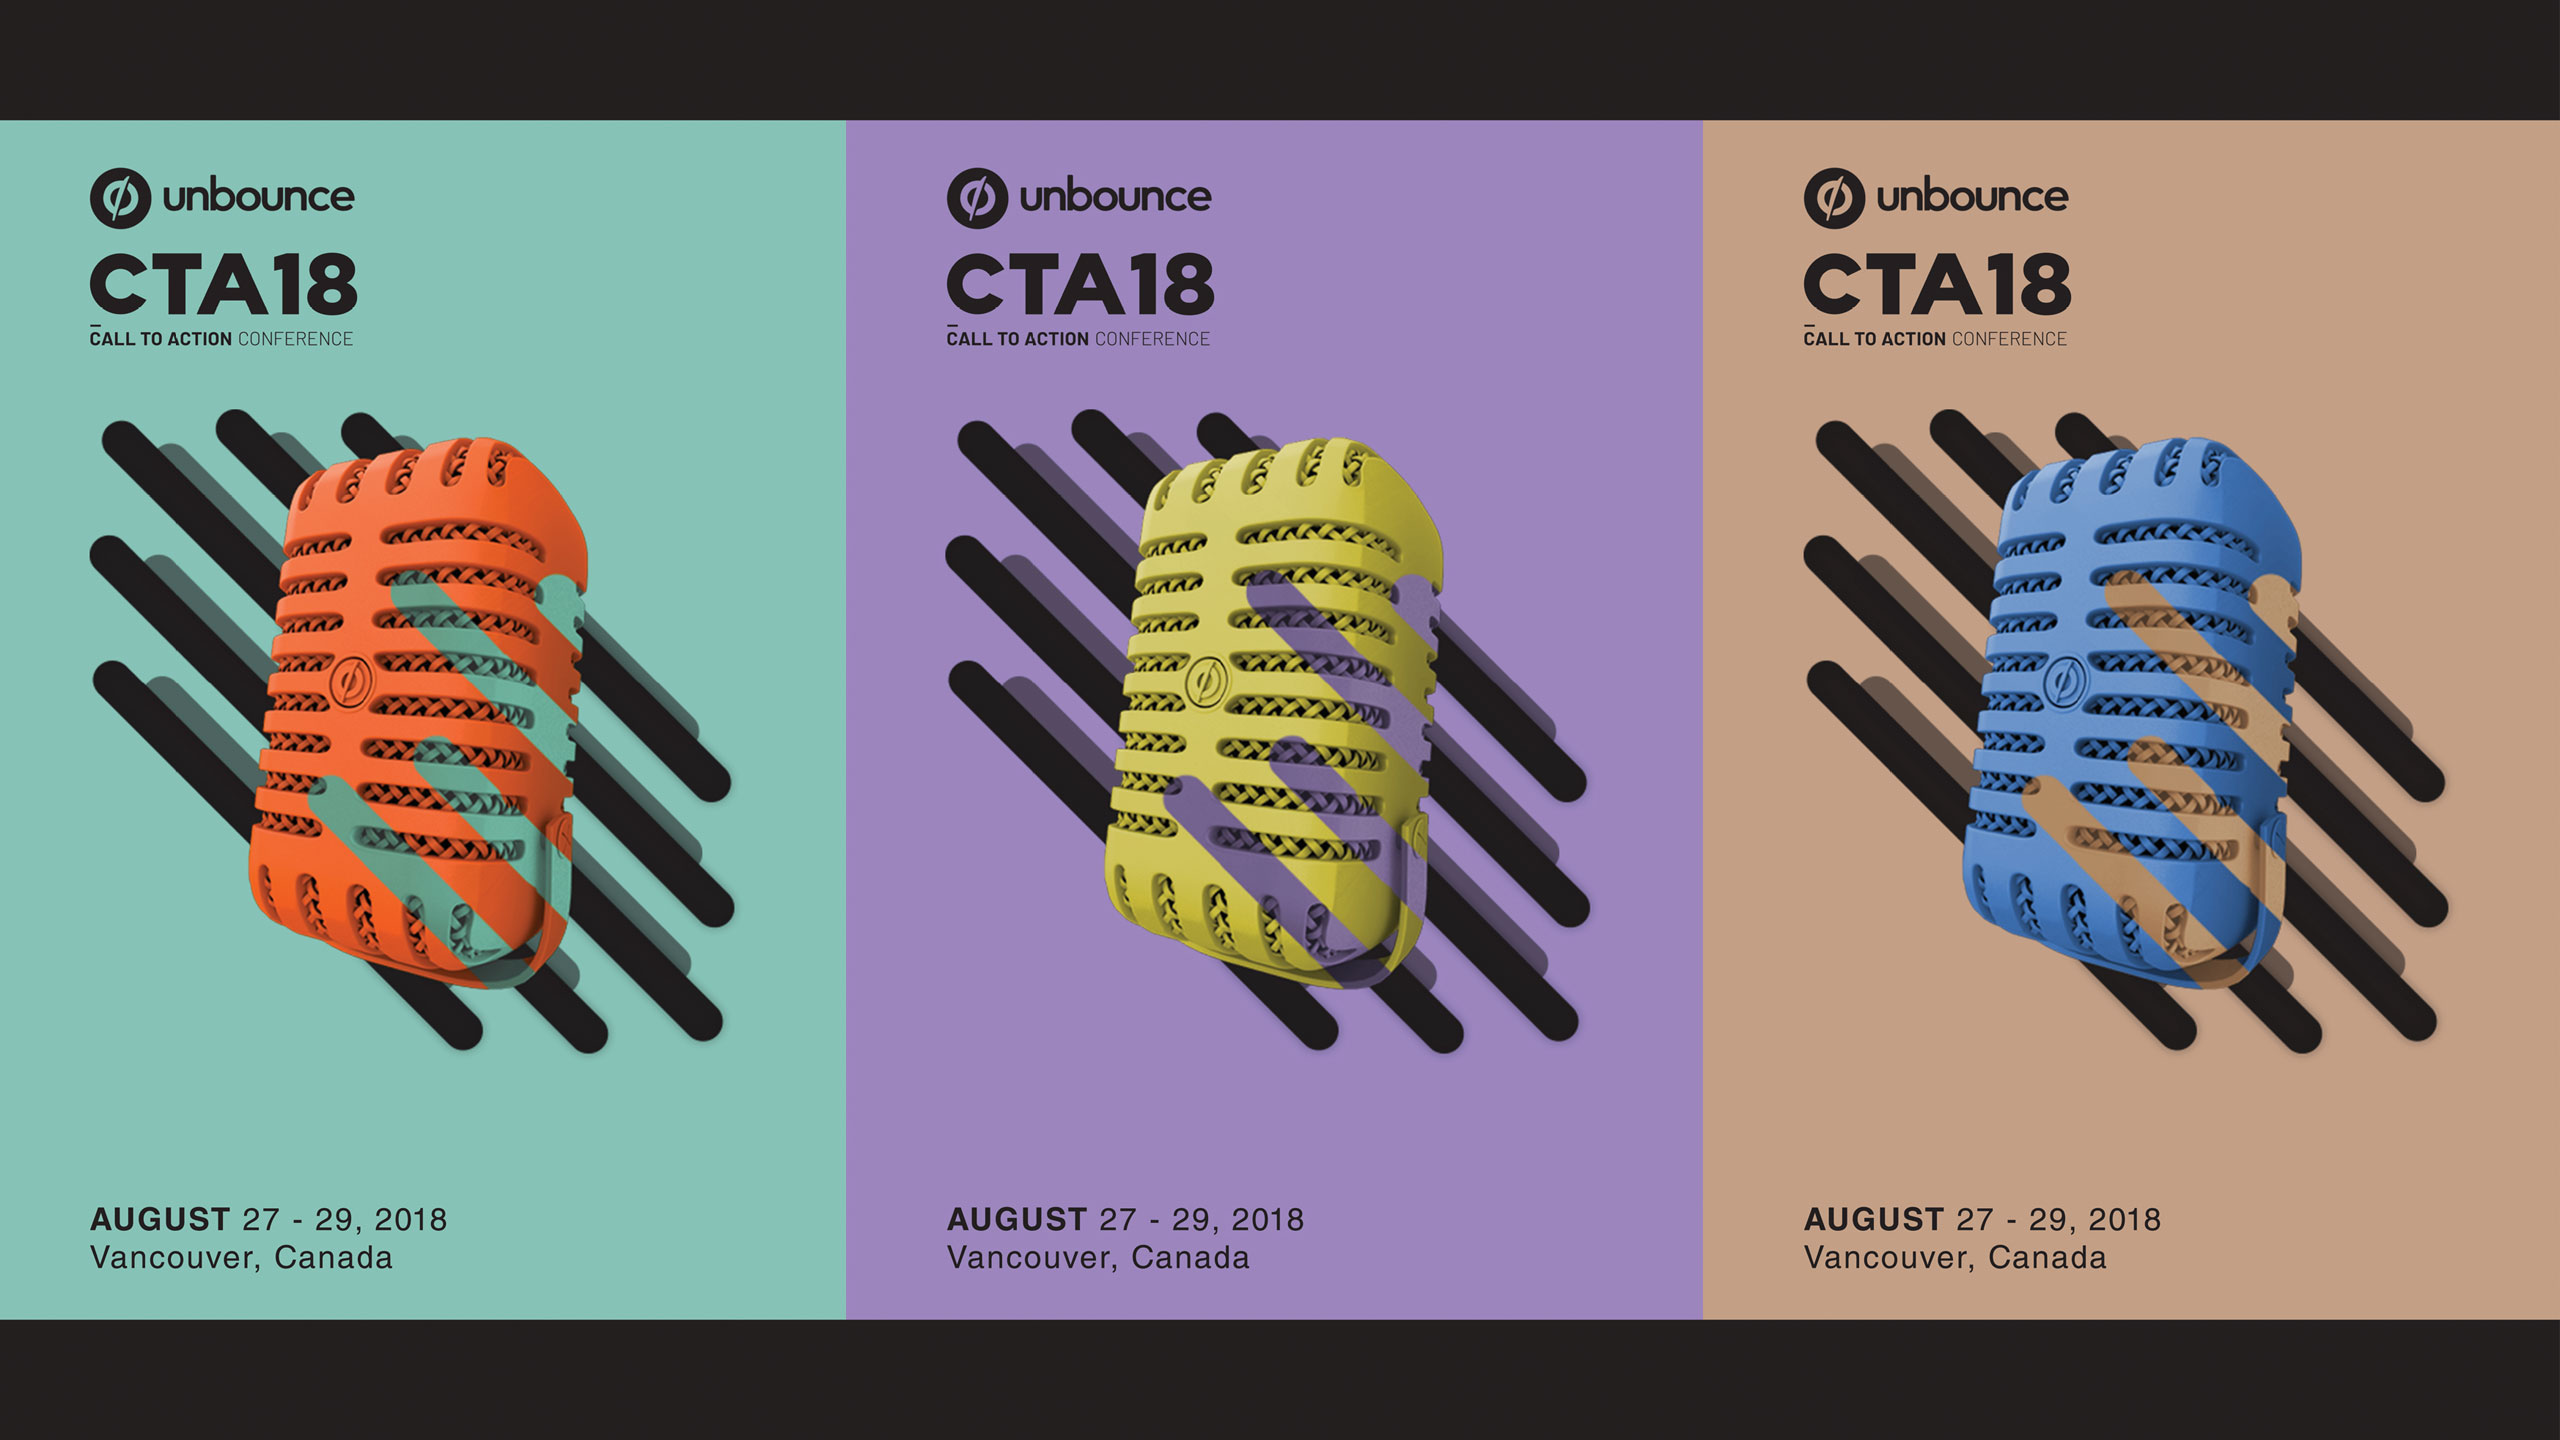 unbounce
CTA18
CALL TO ACTION CONFERENCE
AUGUST 27 - 29, 2018
Vancouver, Canada
unbounce
CTA18
CALL TO ACTION CONFERENCE
AUGUST 27 - 29, 2018
Vancouver, Canada
unbounce
CTA18
CALL TO ACTION CONFERENCE
AUGUST 27 - 29, 2018
Vancouver, Canada